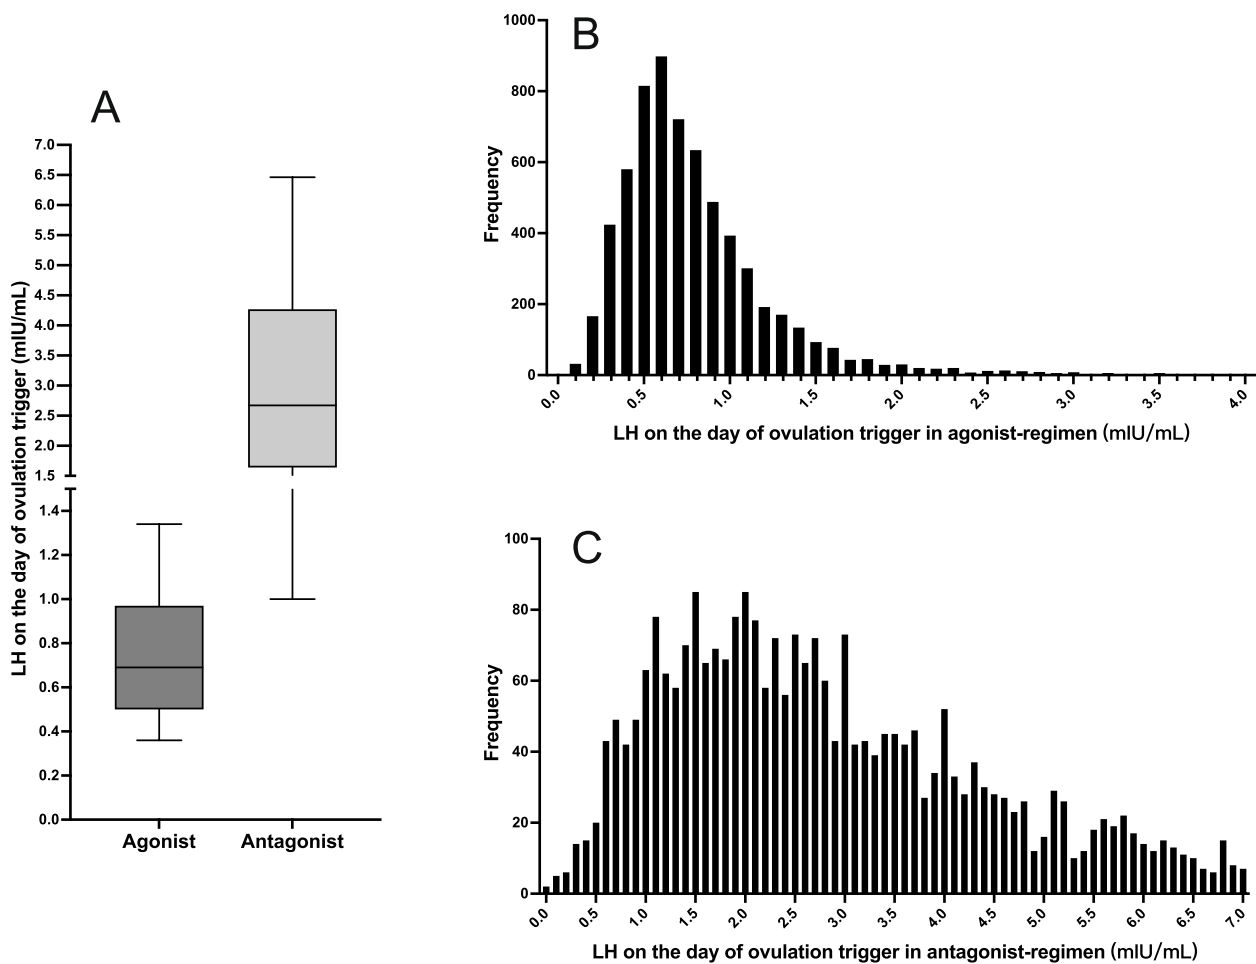 A
7.0
6.5
6.0
5.5
5.0
4.5
4.0
3.5
3.0
2.5
2.0
1.5
1.4
1.2
1.0
0.8
0.6
0.4
0.2
0.0
LH on the day of ovulation trigger (mIU/mL)
Agonist Antagonist
B
1000
800
600
400
200
0
Frequency
0.0 0.5 1.0 1.5 2.0 2.5 3.0 3.5 4.0
LH on the day of ovulation trigger in agonist-regimen (mIU/mL)
C
100
80
60
40
20
0
Frequency
0.0 0.5 1.0 1.5 2.0 2.5 3.0 3.5 4.0 4.5 5.0 5.5 6.0 6.5 7.0
LH on the day of ovulation trigger in antagonist-regimen (mIU/mL)